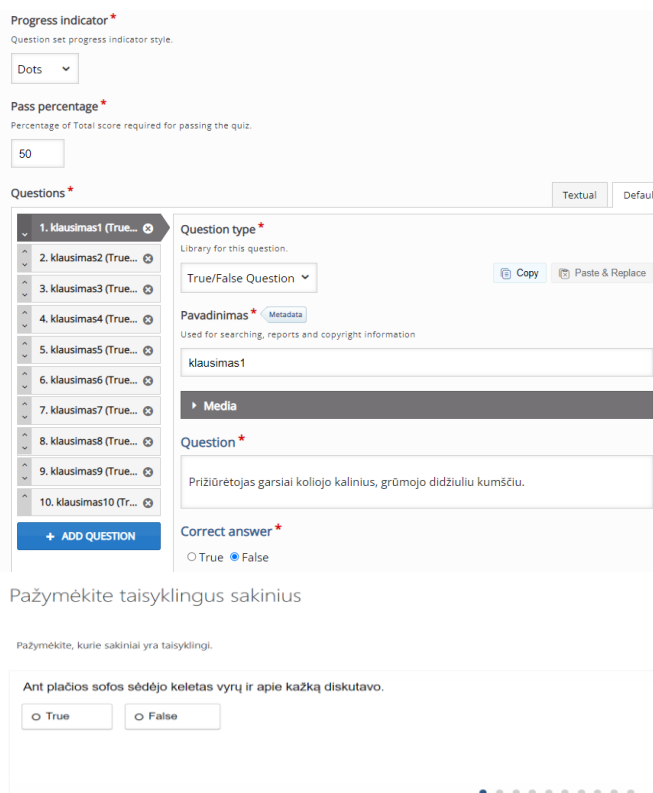 Progress indicator *
Question set progress indicator style.
Dots
Pass percentage *
Percentage of Total score required for passing the quiz.
50
Questions *
Textual Defaul
1. klausimas1 (True...
2. klausimas2 (True...
3. klausimas3 (True...
4. klausimas4 (True...
5. klausimas5 (True...
6. klausimas6 (True...
7. klausimas7 (True...
8. klausimas8 (True...
9. klausimas9 (True...
10. klausimas10 (Tr...
+ ADD QUESTION
Question type *
Library for this question.
True/False Question
Copy Paste & Replace
Pavadinimas * Metadata
Used for searching, reports and copyright information
klausimas1
Media
Question *
Prižiūrėtojas garsiai koliojo kalinius, grūmojo didžiuliu kumščiu.
Correct answer *
True False
Pažymėkite taisyklingus sakinius
Pažymėkite, kurie sakiniai yra taisyklingi.
Ant plačios sofos sėdėjo keletas vyrų ir apie kažką diskutavo.
True False